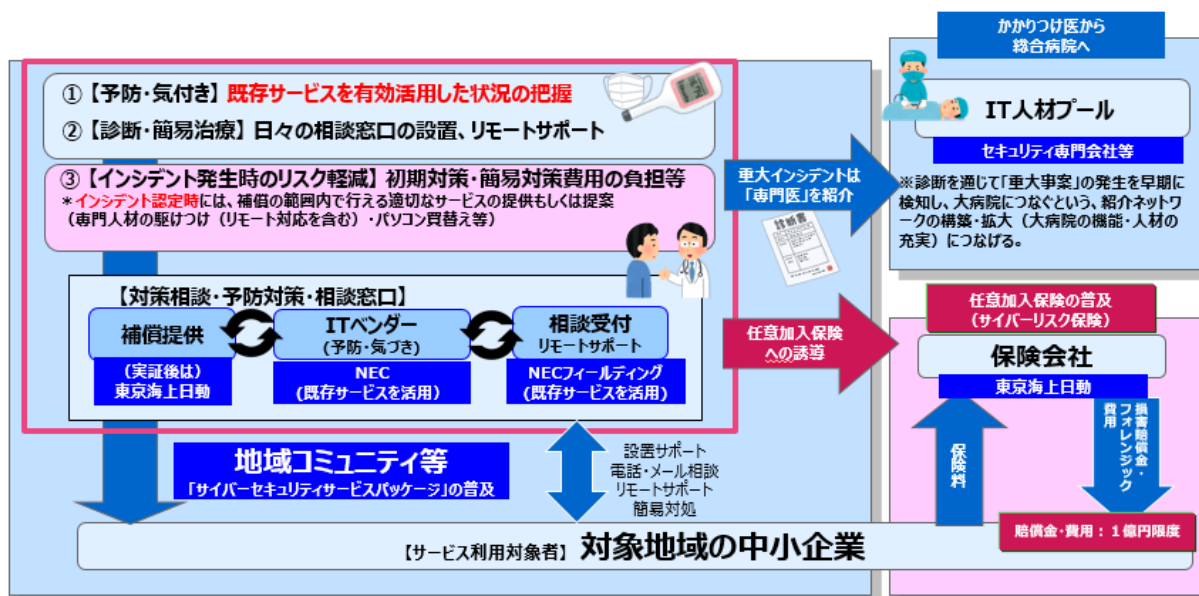 ①【予防・気付き】既存サービスを有効活用した状況の把握
②【診断・簡易治療】日々の相談窓口の設置、リモートサポート
③【インシデント発生時のリスク軽減】初期対策・簡易対策費用の負担等
＊インシデント認定時には、補償の範囲内で行える適切なサービスの提供もしくは提案
（専門人材の駆けつけ（リモート対応を含む）・パソコン買替え等）
【対策相談・予防対策・相談窓口】
補償提供
（実証後は）
東京海上日動
ITベンダー
(予防・気づき)
NEC
(既存サービスを活用）
相談受付
リモートサポート
NECフィールディング
(既存サービスを活用)
地域コミュニティ等
「サイバーセキュリティサービスパッケージ」の普及
設置サポート
電話・メール相談
リモートサポート
簡易対処
【サービス利用対象者】対象地域の中小企業
重大インシデントは
「専門医」を紹介
診断書
任意加入保険
への誘導
かかりつけ医から
総合病院へ
IT人材プール
セキュリティ専門会社等
※診断を通じて「重大事案」の発生を早期に
検知し、大病院につなぐという、紹介ネットワ
ークの構築・拡大（大病院の機能・人材の
充実）につなげる。
任意加入保険の普及
（サイバーリスク保険）
保険会社
東京海上日動
保険料
損害賠償金・
フォレンジック
費用
賠償金・費用：１億円限度